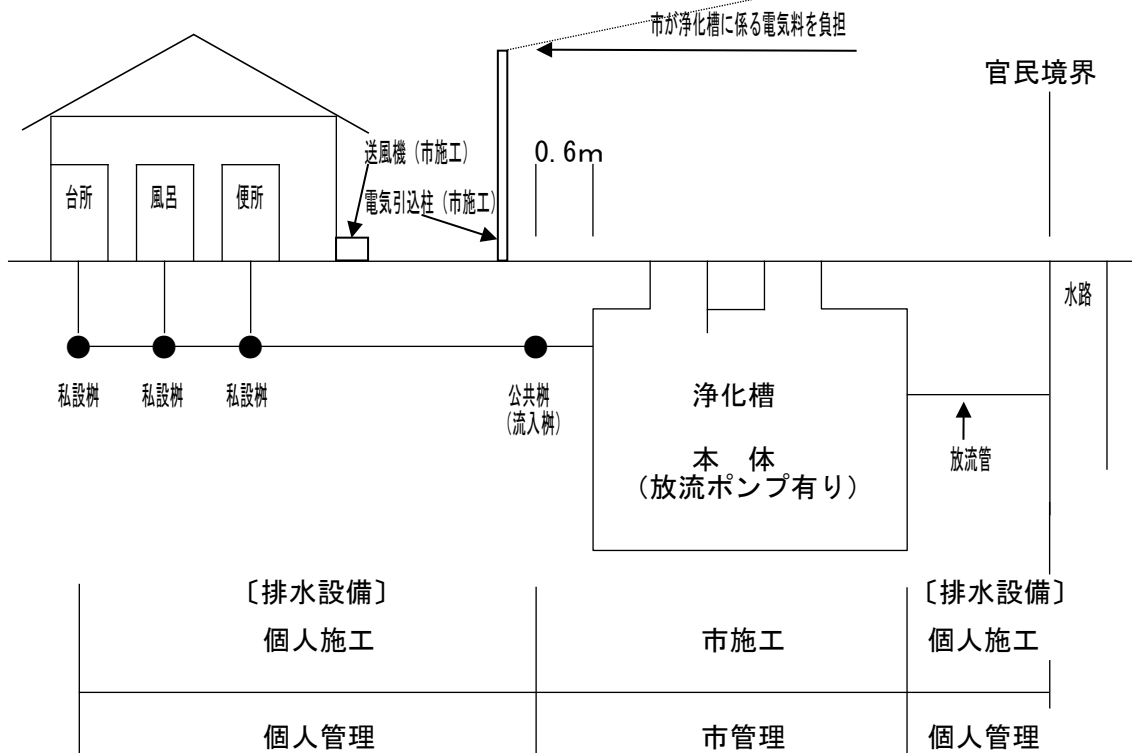 市が浄化槽に係る電気料を負担
官民境界
送風機（市施工）
0.6m
台所
風呂
便所
電気引込柱（市施工）
水路
私設桝
私設桝
私設桝
公共桝
（流入桝）
浄化槽
本　体
（放流ポンプ有り）
放流管
〔排水設備〕
〔排水設備〕
個人施工
市施工
個人施工
個人管理
市管理
個人管理